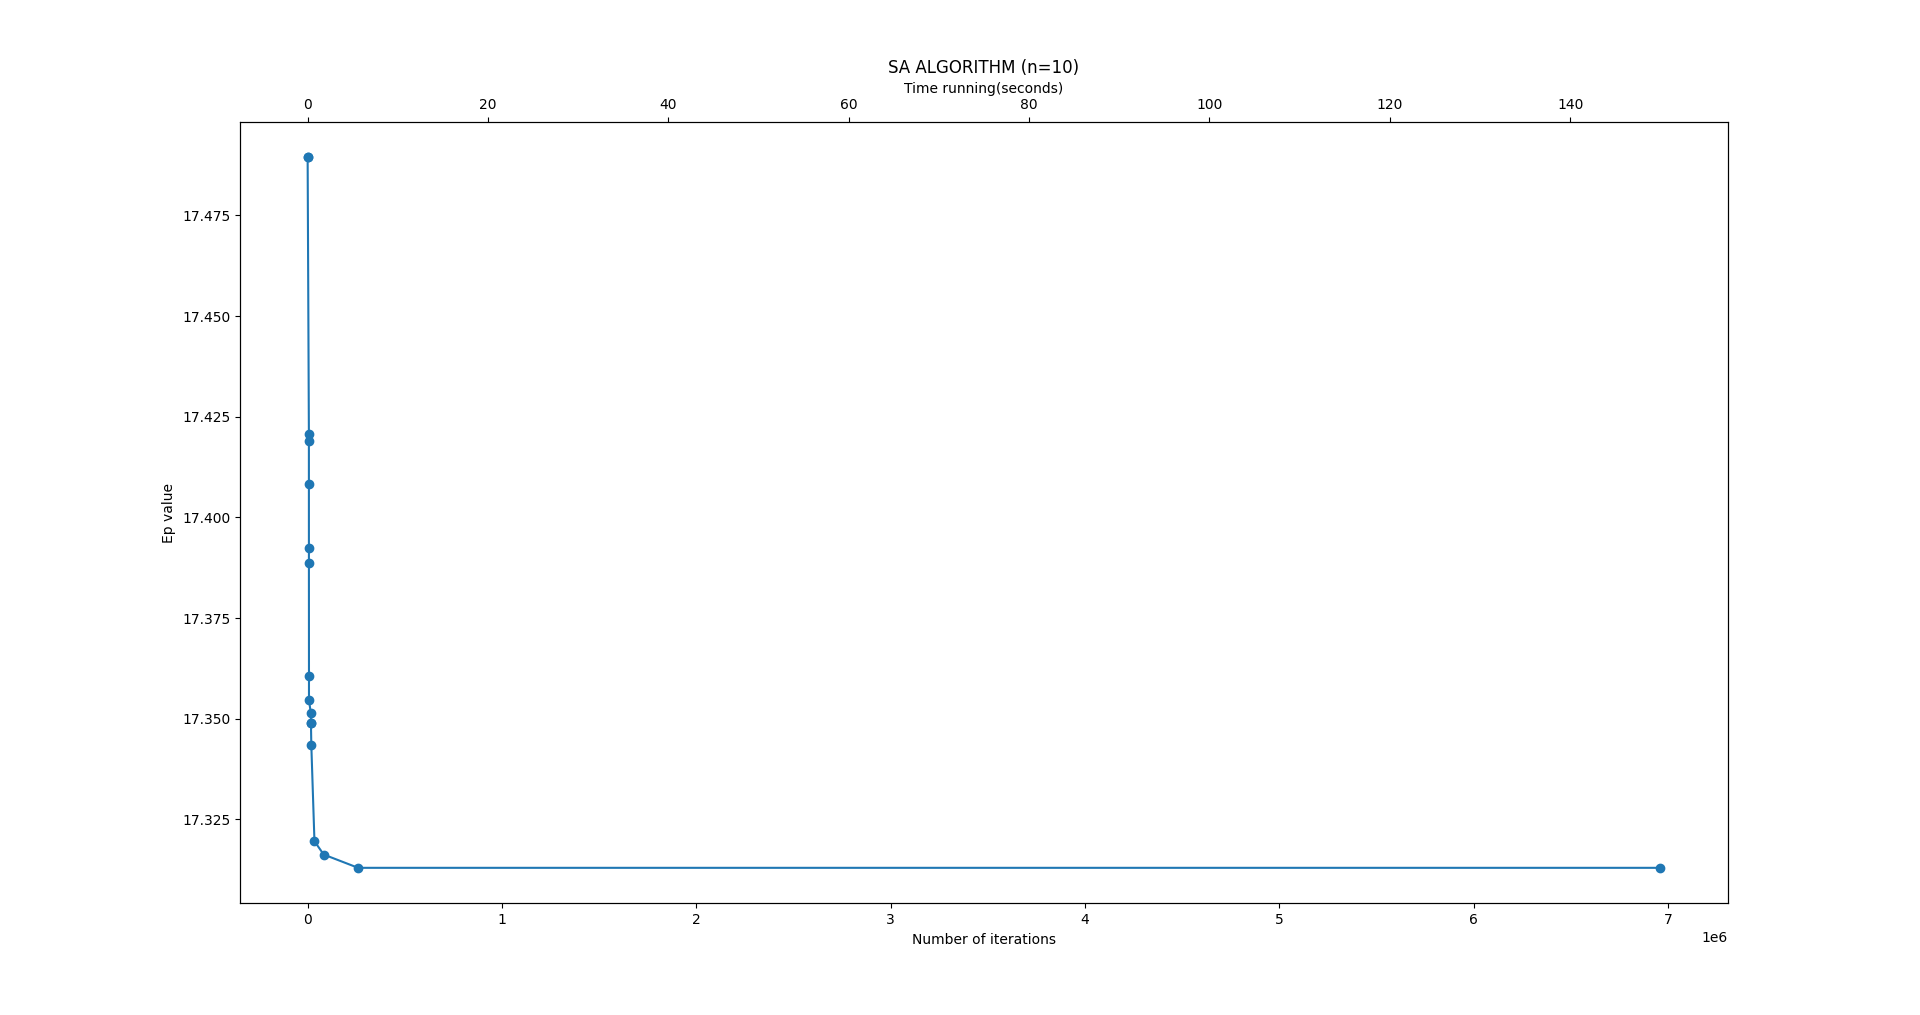 SA ALGORITHM (n=10)
Time running(seconds)
0 20 40 60 80 100 120 140
17.475
17.450
17.425
17.400
17.375
17.350
17.325
Ep value
0 1 2 3 4 5 6 7
1e6
Number of iterations